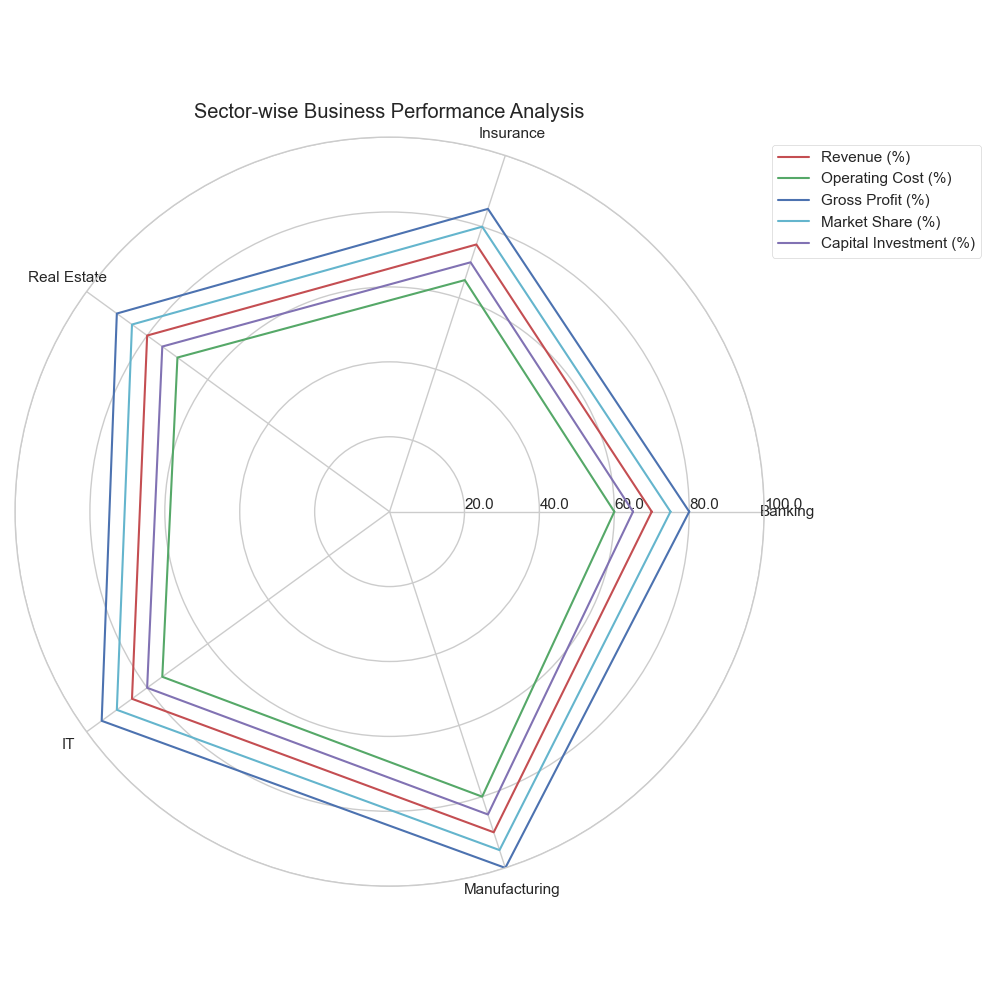 Sector-wise Business Performance Analysis
Insurance
Revenue (%)
Operating Cost (%)
Gross Profit (%)
Market Share (%)
Capital Investment (%)
Real Estate
20.0
40.0
60.0
80.0
100.0
Banking
IT
Manufacturing